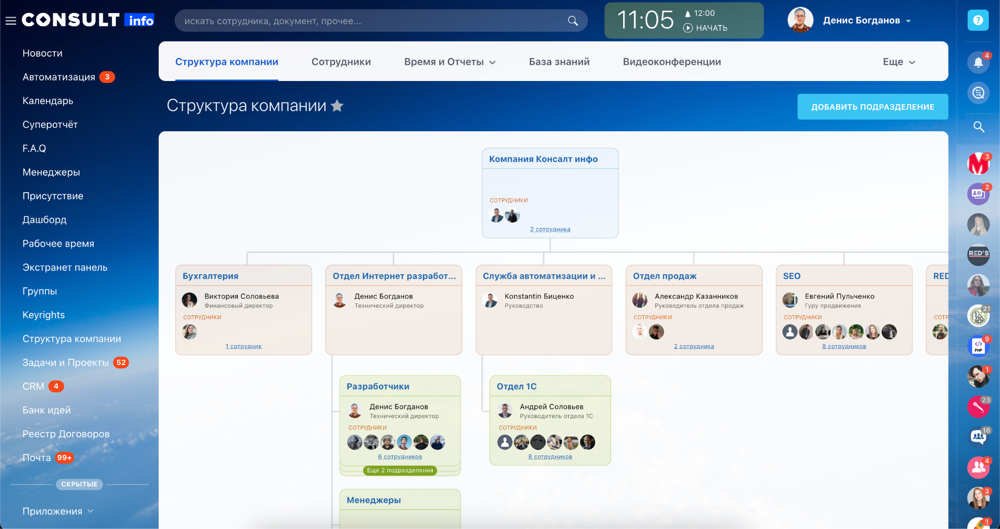 CONSULT info
искать сотрудника, документ, прочее...
11:05
12:00
НАЧАТЬ
Денис Богданов
?
Новости
Автоматизация 3
Календарь
Суперотчёт
F.A.Q
Менеджеры
Присутствие
Дашборд
Рабочее время
Экстранет панель
Группы
Keyrights
Структура компании
Задачи и Проекты 52
CRM 4
Банк идей
Реестр Договоров
Почта 99+
СКРЫТЫЕ
Приложения
Структура компании
Сотрудники
Время и Отчеты
База знаний
Видеоконференции
Еще
Структура компании
ДОБАВИТЬ ПОДРАЗДЕЛЕНИЕ
Компания Консалт инфо
СОТРУДНИКИ
2 сотрудника
Бухгалтерия
Виктория Соловьева
Финансовый директор
СОТРУДНИКИ
1 сотрудник
Отдел Интернет разработ...
Денис Богданов
Технический директор
Служба автоматизации и ...
Konstantin Биценко
Руководство
Отдел продаж
Александр Казанников
Руководитель отдела продаж
СОТРУДНИКИ
2 сотрудника
SEO
Евгений Пульченко
Гуру продвижения
СОТРУДНИКИ
8 сотрудников
RED
СОТР
Разработчики
Денис Богданов
Технический директор
СОТРУДНИКИ
6 сотрудников
Еще 2 подразделения
Отдел 1С
Андрей Соловьев
Руководитель отдела 1С
СОТРУДНИКИ
8 сотрудников
Менеджеры
4
M
3
2
RED'S
21
9
PHP
1
23
16
4
3
1